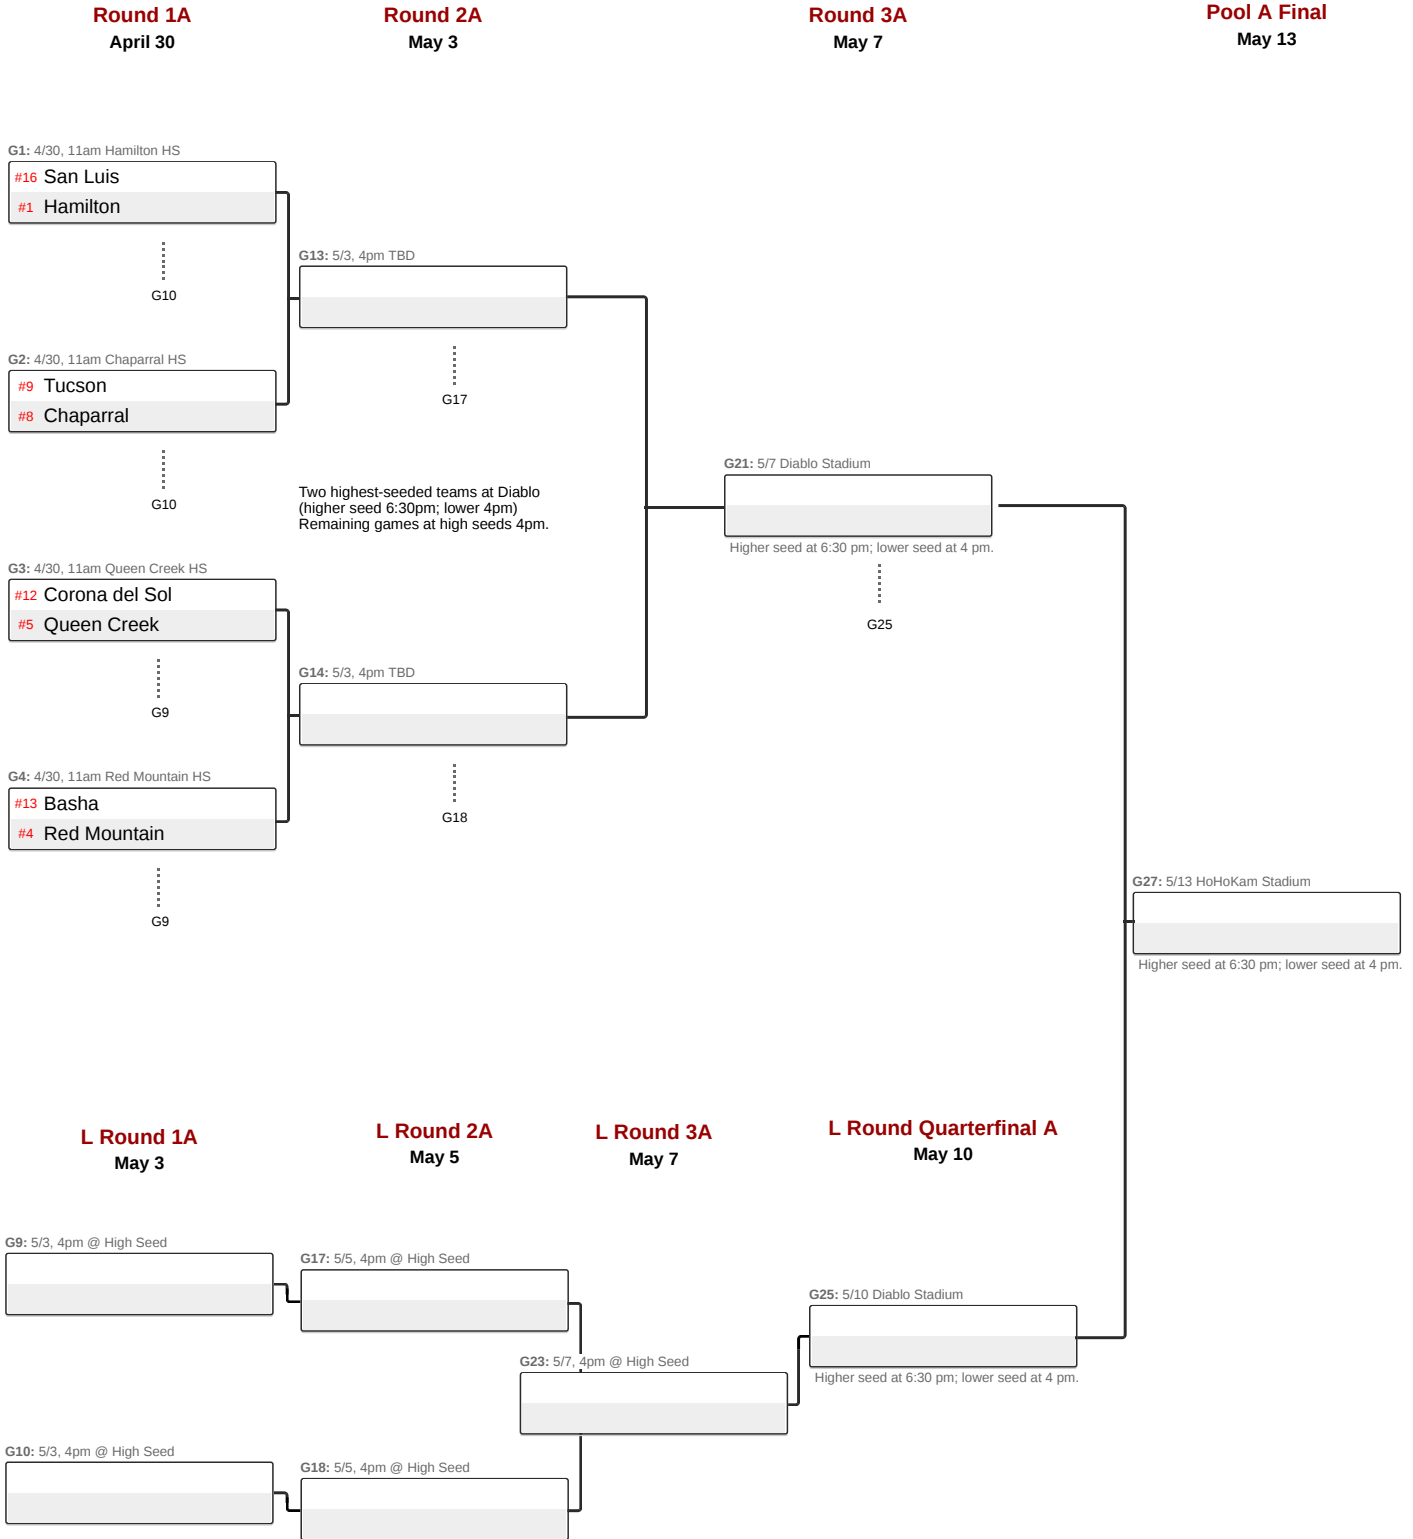 Round 1A
April 30
Round 2A
May 3
Round 3A
May 7
Pool A Final
May 13
G1: 4/30, 11am Hamilton HS
#16 San Luis
#1 Hamilton
G10
G13: 5/3, 4pm TBD
G17
G2: 4/30, 11am Chaparral HS
#9 Tucson
#8 Chaparral
G10
Two highest-seeded teams at Diablo
(higher seed 6:30pm; lower 4pm)
Remaining games at high seeds 4pm.
G21: 5/7 Diablo Stadium
Higher seed at 6:30 pm; lower seed at 4 pm.
G25
G3: 4/30, 11am Queen Creek HS
#12 Corona del Sol
#5 Queen Creek
G9
G14: 5/3, 4pm TBD
G18
G4: 4/30, 11am Red Mountain HS
#13 Basha
#4 Red Mountain
G9
G27: 5/13 HoHoKam Stadium
Higher seed at 6:30 pm; lower seed at 4 pm.
L Round 1A
May 3
L Round 2A
May 5
L Round 3A
May 7
L Round Quarterfinal A
May 10
G9: 5/3, 4pm @ High Seed
G17: 5/5, 4pm @ High Seed
G25: 5/10 Diablo Stadium
Higher seed at 6:30 pm; lower seed at 4 pm.
G23: 5/7, 4pm @ High Seed
G10: 5/3, 4pm @ High Seed
G18: 5/5, 4pm @ High Seed